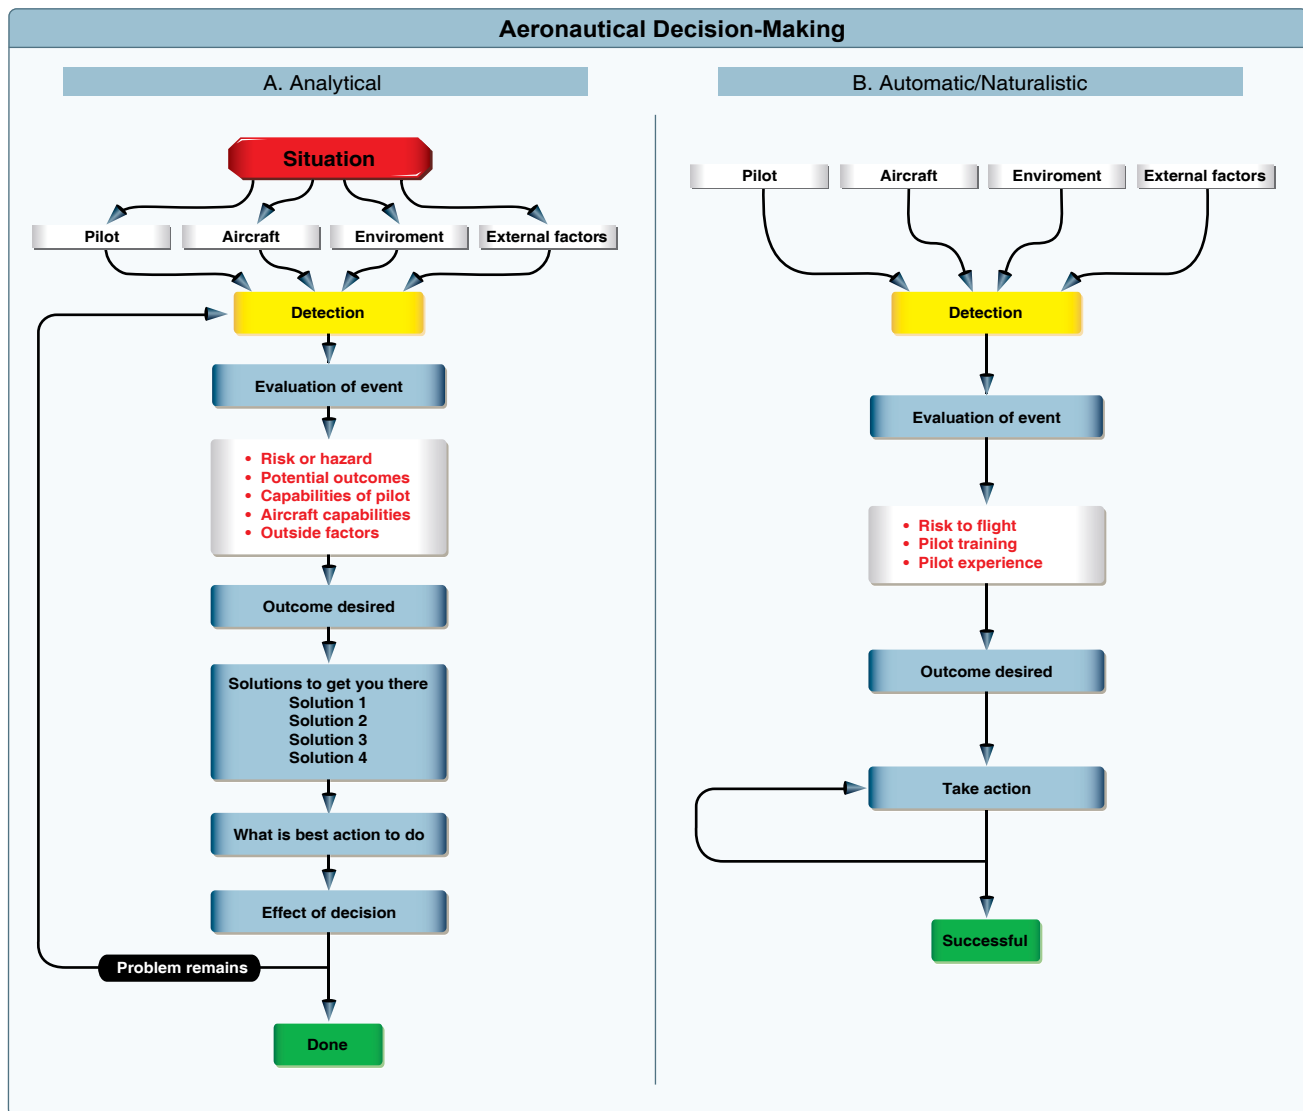 Aeronautical Decision-Making
A. Analytical
Situation
Pilot
Aircraft
Enviroment
External factors
Detection
Evaluation of event
• Risk or hazard
• Potential outcomes
• Capabilities of pilot
• Aircraft capabilities
• Outside factors
Outcome desired
Solutions to get you there
Solution 1
Solution 2
Solution 3
Solution 4
What is best action to do
Effect of decision
Problem remains
Done
B. Automatic/Naturalistic
Pilot
Aircraft
Enviroment
External factors
Detection
Evaluation of event
• Risk to flight
• Pilot training
• Pilot experience
Outcome desired
Take action
Successful